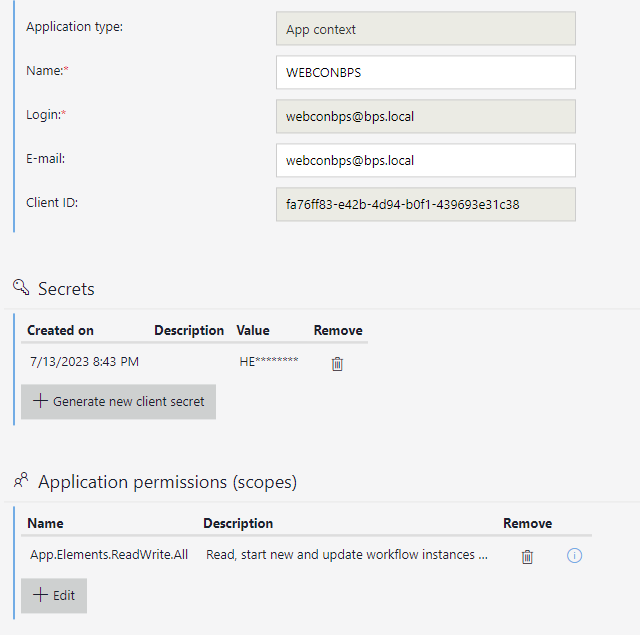 Application type:
App context
Name:*
WEBCONBPS
Login:*
webconbps@bps.local
E-mail:
webconbps@bps.local
Client ID:
fa76ff83-e42b-4d94-b0f1-439693e31c38
Secrets
Created on Description Value Remove
7/13/2023 8:43 PM HE********
Generate new client secret
Application permissions (scopes)
Name Description Remove
App.Elements.ReadWrite.All Read, start new and update workflow instances ...
Edit